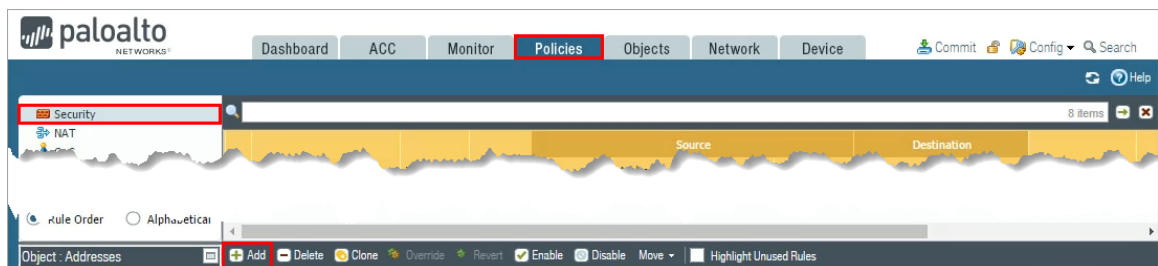 paloalto
NETWORKS®
Dashboard ACC Monitor Policies Objects Network Device Commit Config Search
Help
Security
8 items
NAT
Source Destination
Rule Order Alphabetical
Object : Addresses Add Delete Clone Override Revert Enable Disable Move Highlight Unused Rules